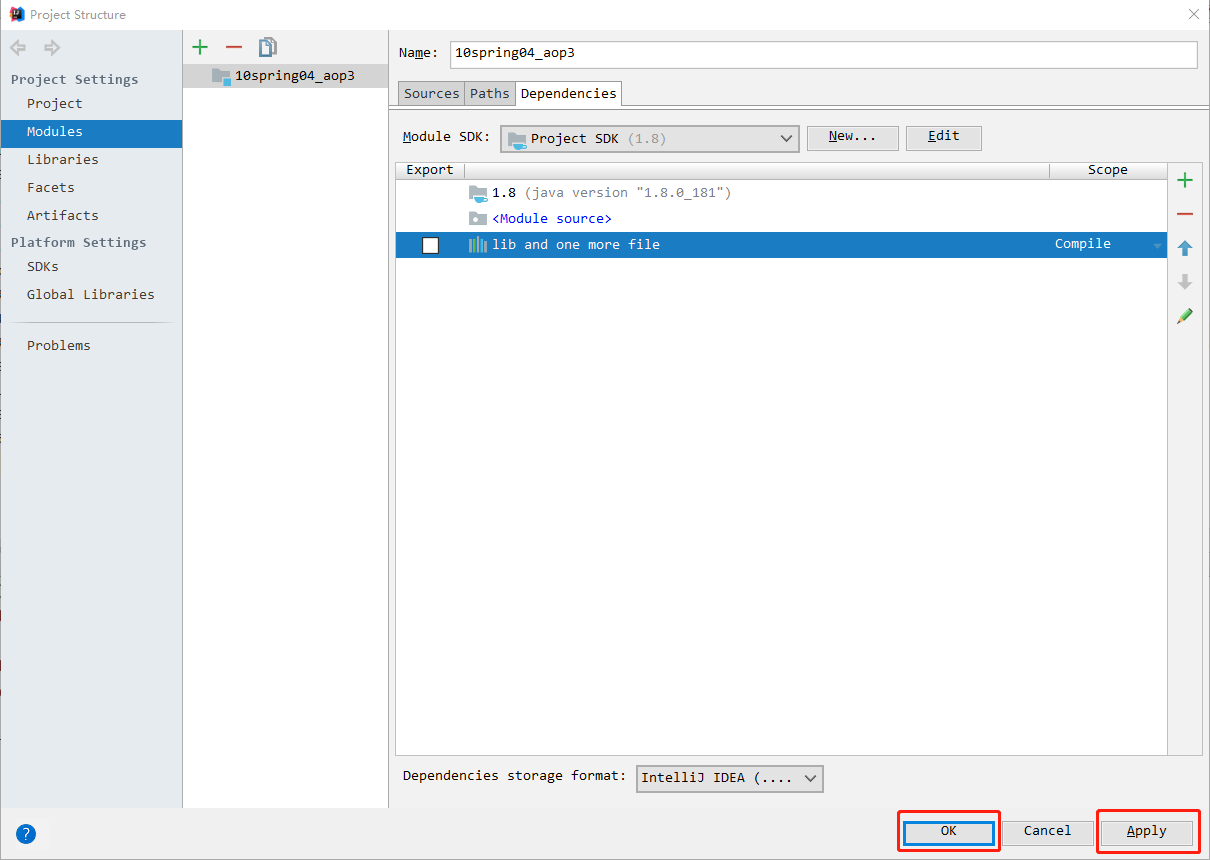 Project Structure
Project Settings
Project
Modules
Libraries
Facets
Artifacts
Platform Settings
SDKs
Global Libraries
Problems
10spring04_aop3
Name: 10spring04_aop3
Sources Paths Dependencies
Module SDK: Project SDK (1.8) New... Edit
Export Scope
1.8 (java version "1.8.0_181")
<Module source>
lib and one more file Compile
Dependencies storage format: IntelliJ IDEA (....
? OK Cancel Apply